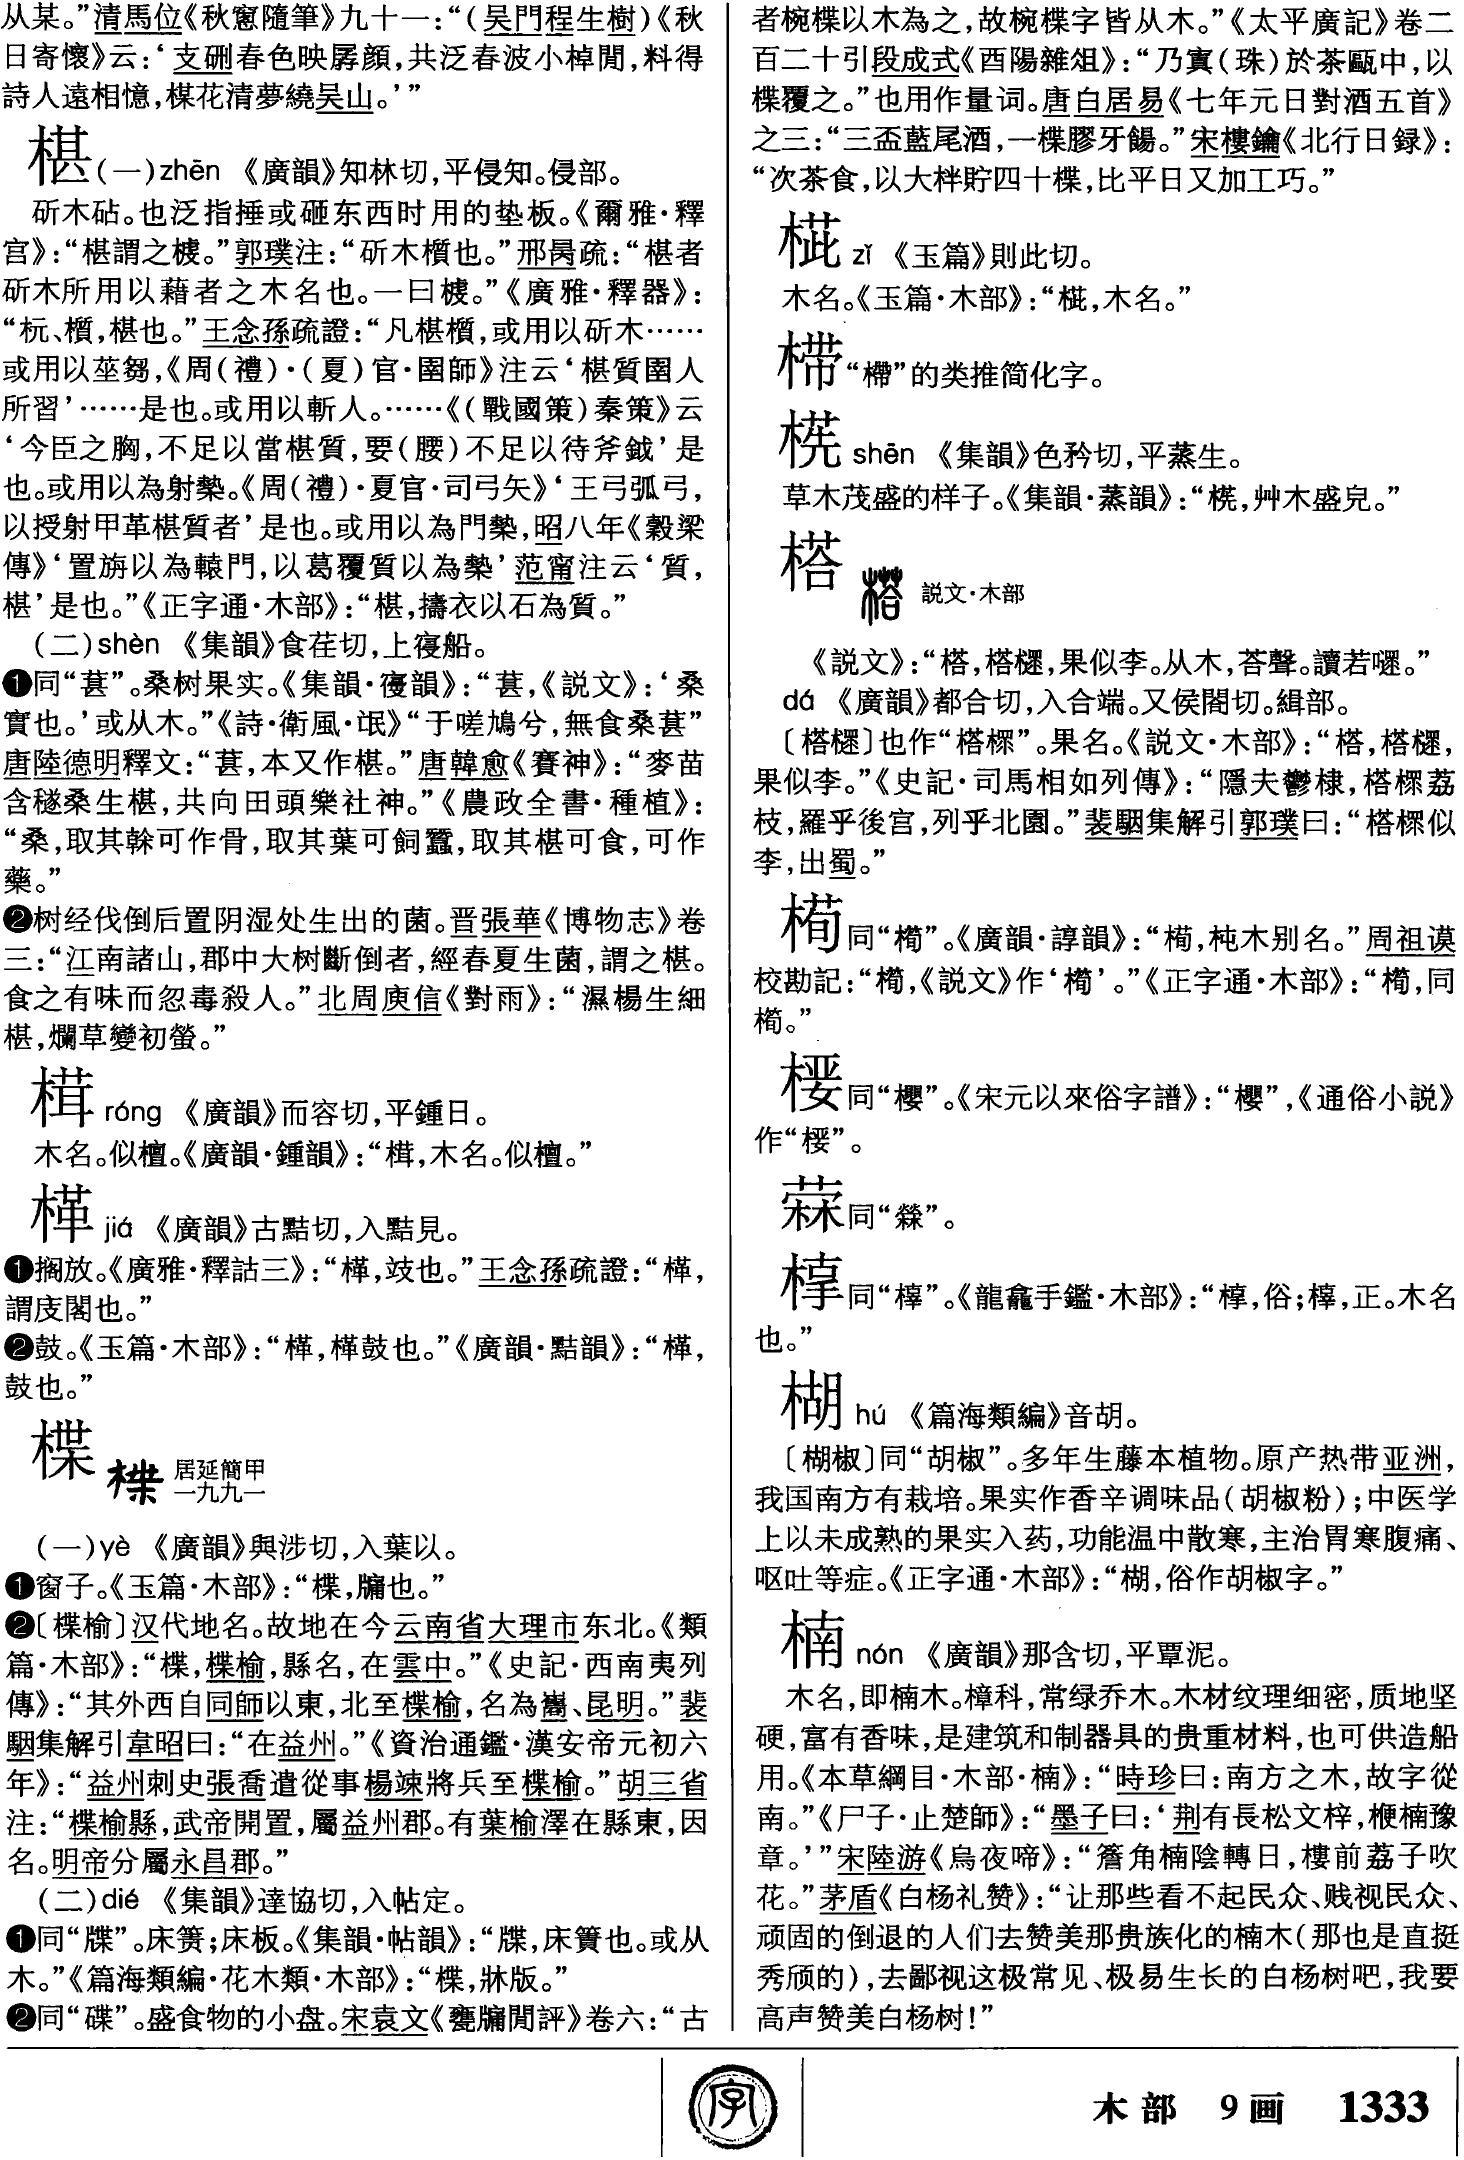 从某。”清馬位《秋窻隨筆》九十一：“（吴門程生樹）《秋
日寄懷》云：‘支硎春色映孱顔，共泛春波小棹閒，料得
詩人遠相憶，楳花清夢繞吴山。’”
椹（一）zhēn 《廣韻》知林切，平侵知。侵部。
斫木砧。也泛指捶或砸东西时用的垫板。《爾雅·釋
宫》：“椹謂之榩。”郭璞注：“斫木櫍也。”邢昺疏：“椹者
斫木所用以藉者之木名也。一曰榩。”《廣雅·釋器》：
“杬、櫍，椹也。”王念孫疏證：“凡椹櫍，或用以斫木……
或用以莝芻，《周（禮）·（夏）官·圉師》注云‘椹質圉人
所習’……是也。或用以斬人。……《（戰國策）秦策》云
‘今臣之胸，不足以當椹質，要（腰）不足以待斧鉞’是
也。或用以為射槷。《周（禮）·夏官·司弓矢》‘王弓弧弓，
以授射甲革椹質者’是也。或用以為門槷，昭八年《穀梁
傳》‘置旃以為轅門，以葛覆質以為槷’范甯注云‘質，
椹’是也。”《正字通·木部》：“椹，擣衣以石為質。”
（二）shèn 《集韻》食荏切，上寑船。
❶同“葚”。桑树果实。《集韻·寑韻》：“葚，《説文》：‘桑
實也。’或从木。”《詩·衛風·氓》“于嗟鳩兮，無食桑葚”
唐陸德明釋文：“葚，本又作椹。”唐韓愈《賽神》：“麥苗
含穟桑生椹，共向田頭樂社神。”《農政全書·種植》：
“桑，取其榦可作骨，取其葉可飼蠶，取其椹可食，可作
藥。”
❷树经伐倒后置阴湿处生出的菌。晋張華《博物志》卷
三：“江南諸山，郡中大树斷倒者，經春夏生菌，謂之椹。
食之有味而忽毒殺人。”北周庾信《對雨》：“濕楊生細
椹，爛草變初螢。”
楫 róng 《廣韻》而容切，平鍾日。
木名。似檀。《廣韻·鍾韻》：“㮊，木名。似檀。”
㮖 jiá 《廣韻》古黠切，入黠見。
❶搁放。《廣雅·釋詁三》：“㮖，攱也。”王念孫疏證：“㮖，
謂庋閣也。”
❷鼓。《玉篇·木部》：“㮖，㮖鼓也。”《廣韻·黠韻》：“㮖，
鼓也。”
楪 居延簡甲
一九九一
（一）yè 《廣韻》與涉切，入葉以。
❶窗子。《玉篇·木部》：“楪，牖也。”
❷〔楪榆〕汉代地名。故地在今云南省大理市东北。《類
篇·木部》：“楪，楪榆，縣名，在雲中。”《史記·西南夷列
傳》：“其外西自同師以東，北至楪榆，名為巂、昆明。”裴
駰集解引韋昭曰：“在益州。”《資治通鑑·漢安帝元初六
年》：“益州刺史張喬遣從事楊竦將兵至楪榆。”胡三省
注：“楪榆縣，武帝開置，屬益州郡。有葉榆澤在縣東，因
名。明帝分屬永昌郡。”
（二）dié 《集韻》達協切，入帖定。
❶同“牒”。床箦；床板。《集韻·帖韻》：“牒，床簀也。或从
木。”《篇海類編·花木類·木部》：“楪，牀版。”
❷同“碟”。盛食物的小盘。宋袁文《甕牖閒評》卷六：“古
者椀楪以木為之，故椀楪字皆从木。”《太平廣記》卷二
百二十引段成式《酉陽雜俎》：“乃寘（珠）於茶甌中，以
楪覆之。”也用作量词。唐白居易《七年元日對酒五首》
之三：“三盃藍尾酒，一楪膠牙餳。”宋樓鑰《北行日録》：
“次茶食，以大柈貯四十楪，比平日又加工巧。”
㮞 zǐ 《玉篇》則此切。
木名。《玉篇·木部》：“㮞，木名。”
“㯂”的类推简化字。
shēn 《集韻》色矜切，平蒸生。
草木茂盛的样子。《集韻·蒸韻》：“，艸木盛皃。”
榙 説文·木部
《説文》：“榙，榙㯚，果似李。从木，荅聲。讀若嚃。”
dá 《廣韻》都合切，入合端。又侯閤切。緝部。
〔榙㯚〕也作“榙㮚”。果名。《説文·木部》：“榙，榙㯚，
果似李。”《史記·司馬相如列傳》：“隱夫鬱棣，榙㮚荔
枝，羅乎後宫，列乎北園。”裴駰集解引郭璞曰：“榙㮚似
李，出蜀。”
同“橁”。《廣韻·諄韻》：“，杶木别名。”周祖谟
校勘記：“，《説文》作‘橁’。”《正字通·木部》：“，同
橁。”
同“櫻”。《宋元以來俗字譜》：“櫻”，《通俗小説》
作“”。
同“檾”。
同“㮯”。《龍龕手鑑·木部》：“，俗；，正。木名
也。”
楜 hú 《篇海類編》音胡。
〔楜椒〕同“胡椒”。多年生藤本植物。原产热带亚洲，
我国南方有栽培。果实作香辛调味品（胡椒粉）；中医学
上以未成熟的果实入药，功能温中散寒，主治胃寒腹痛、
呕吐等症。《正字通·木部》：“楜，俗作胡椒字。”
楠 nán 《廣韻》那含切，平覃泥。
木名，即楠木。樟科，常绿乔木。木材纹理细密，质地坚
硬，富有香味，是建筑和制器具的贵重材料，也可供造船
用。《本草綱目·木部·楠》：“時珍曰：南方之木，故字從
南。”《尸子·止楚師》：“墨子曰：‘荆有長松文梓，楩楠豫
章。’”宋陸游《烏夜啼》：“簷角楠陰轉日，樓前荔子吹
花。”茅盾《白杨礼赞》：“让那些看不起民众、贱视民众、
顽固的倒退的人们去赞美那贵族化的楠木（那也是直挺
秀颀的），去鄙视这极常见、极易生长的白杨树吧，我要
高声赞美白杨树！”
字
木部 9画 1333